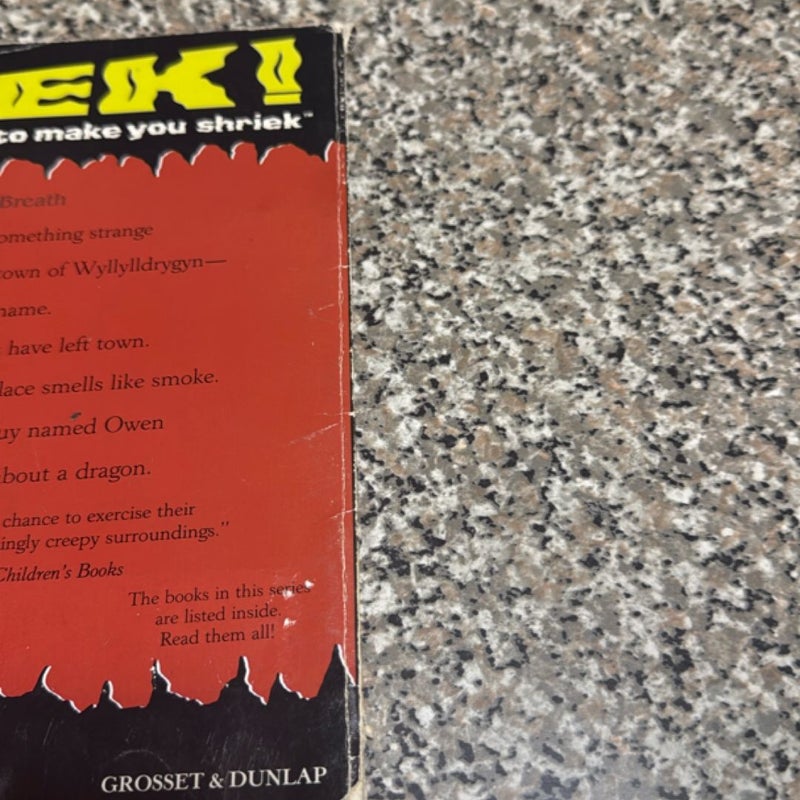 EK!
to make you shriek™
Breath
omething strange
town of Wyllylldrygyn—
name.
have left town.
lace smells like smoke.
uy named Owen
bout a dragon.
chance to exercise their
ingly creepy surroundings."
Children's Books
The books in this series
are listed inside.
Read them all!
GROSSET & DUNLAP